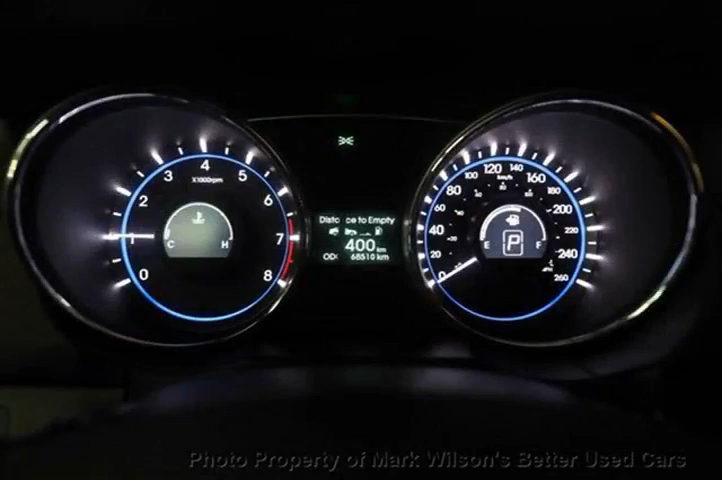 0 1 2 3 4 5 6 7 8
X1000rpm
C H
Distance to Empty
400 km
ODO 68510 km
0 20 40 80 100 120 140 160 180 200 220 240 260
km/h
E F
P
Photo Property of Mark Wilson's Better Used Cars